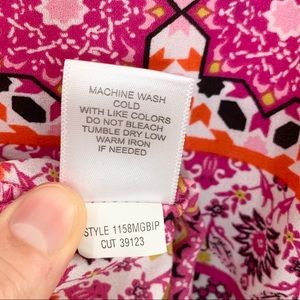 MACHINE WASH
COLD
WITH LIKE COLORS
DO NOT BLEACH
TUMBLE DRY LOW
WARM IRON
IF NEEDED
STYLE 1158MGBIP
CUT 39123